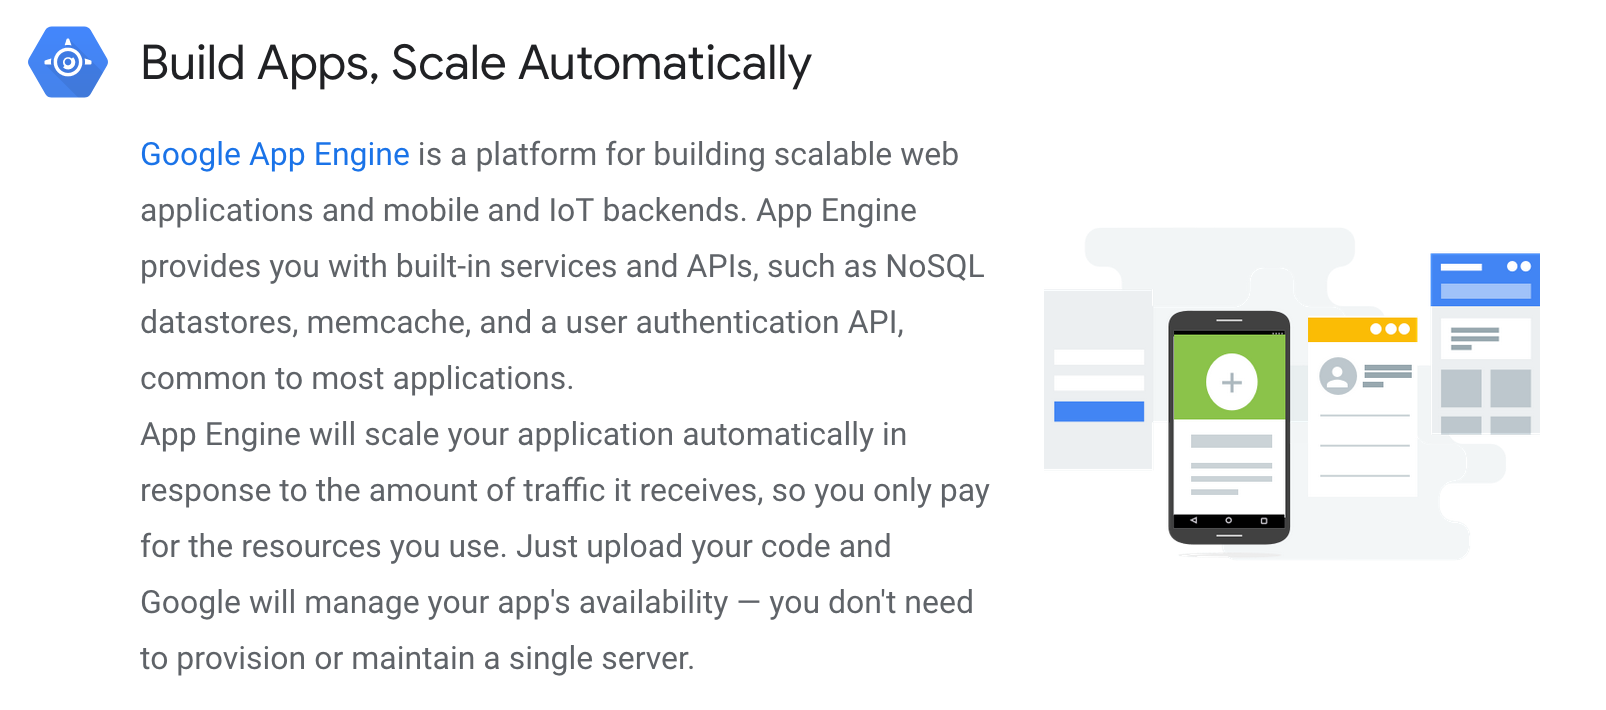 Build Apps, Scale Automatically
Google App Engine is a platform for building scalable web
applications and mobile and IoT backends. App Engine
provides you with built-in services and APIs, such as NoSQL
datastores, memcache, and a user authentication API,
common to most applications.
App Engine will scale your application automatically in
response to the amount of traffic it receives, so you only pay
for the resources you use. Just upload your code and
Google will manage your app's availability — you don't need
to provision or maintain a single server.